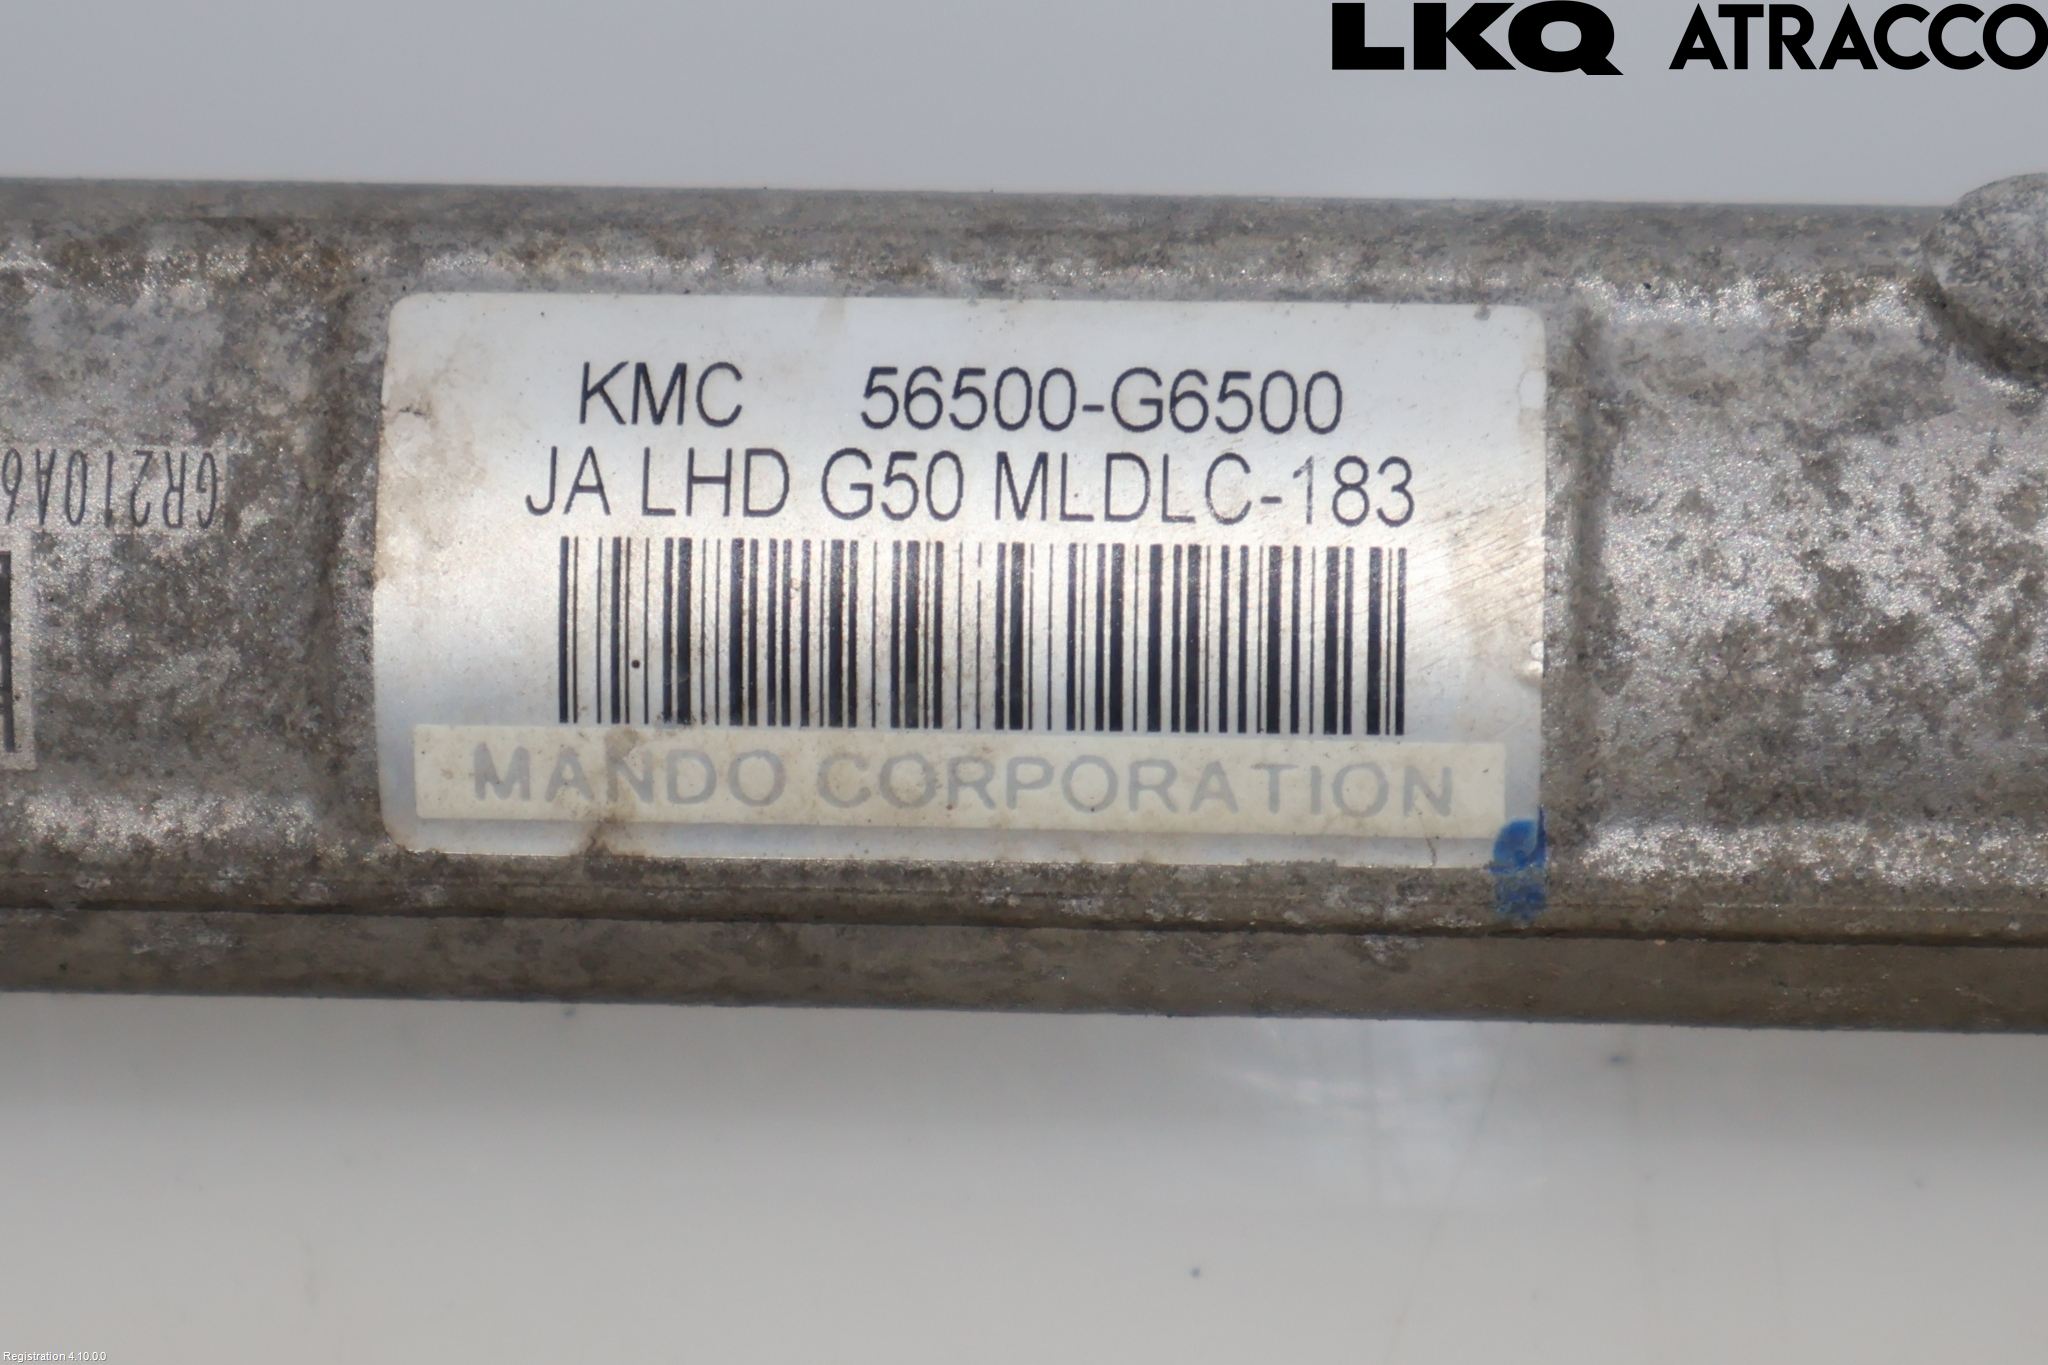 LKQ ATRACCO
KMC 56500-G6500
JA LHD G50 MLDLC-183
GR210A6
MANDO CORPORATION
Registration 4.10.0.0